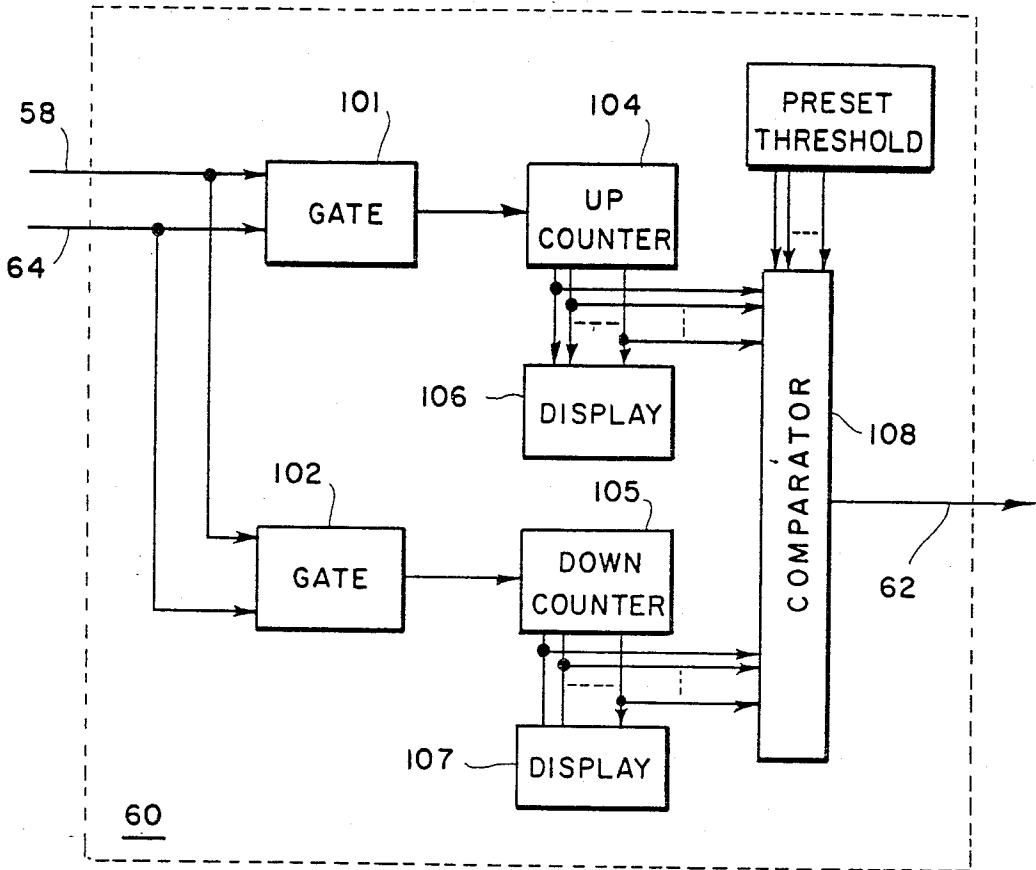 58
64
101
GATE
104
UP
COUNTER
PRESET
THRESHOLD
106
DISPLAY
COMPARATOR
108
102
GATE
105
DOWN
COUNTER
62
107
DISPLAY
60